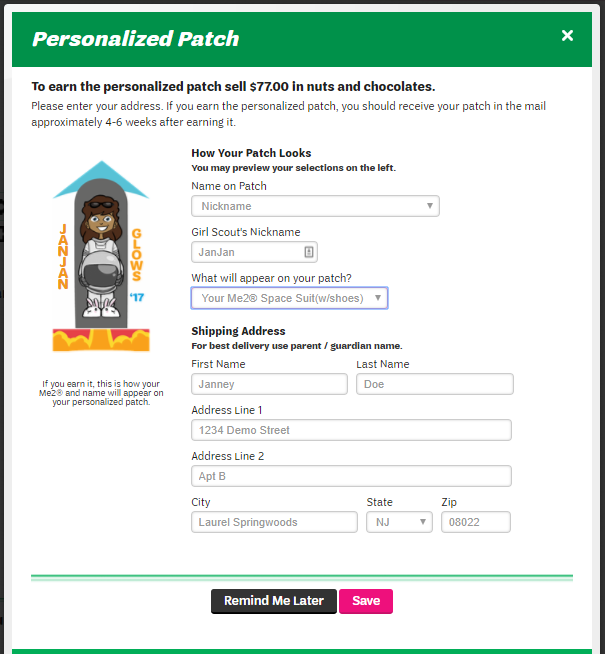 Personalized Patch
×
To earn the personalized patch sell $77.00 in nuts and chocolates.
Please enter your address. If you earn the personalized patch, you should receive your patch in the mail
approximately 4-6 weeks after earning it.
JANJAN
GLOWS
'17
If you earn it, this is how your
Me2® and name will appear on
your personalized patch.
How Your Patch Looks
You may preview your selections on the left.
Name on Patch
Nickname
Girl Scout's Nickname
JanJan
What will appear on your patch?
Your Me2® Space Suit(w/shoes)
Shipping Address
For best delivery use parent / guardian name.
First Name Last Name
Janney Doe
Address Line 1
1234 Demo Street
Address Line 2
Apt B
City State Zip
Laurel Springwoods NJ 08022
Remind Me Later Save